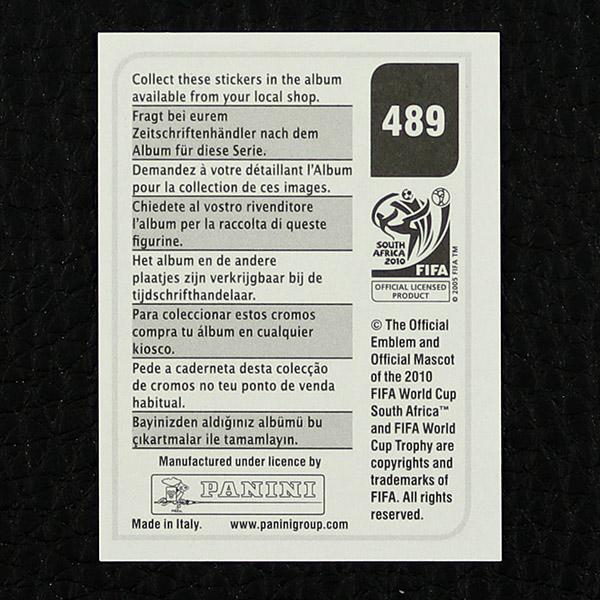 Collect these stickers in the album
available from your local shop.
Fragt bei eurem
Zeitschriftenhändler nach dem
Album für diese Serie.
Demandez à votre détaillant l'Album
pour la collection de ces images.
Chiedete al vostro rivenditore
l'album per la raccolta di queste
figurine.
Het album en de andere
plaatjes zijn verkrijgbaar bij de
tijdschrifthandelaar.
Para coleccionar estos cromos
compra tu álbum en cualquier
kiosco.
Pede a caderneta desta colecção
de cromos no teu ponto de venda
habitual.
Bayinizden aldığınız albümü bu
çıkartmalar ile tamamlayın.
Manufactured under licence by
PANINI
Made in Italy. www.paninigroup.com
489
SOUTH
AFRICA
2010
FIFA
OFFICIAL LICENSED
PRODUCT
© 2005 FIFA TM
© The Official
Emblem and
Official Mascot
of the 2010
FIFA World Cup
South Africa™
and FIFA World
Cup Trophy are
copyrights and
trademarks of
FIFA. All rights
reserved.